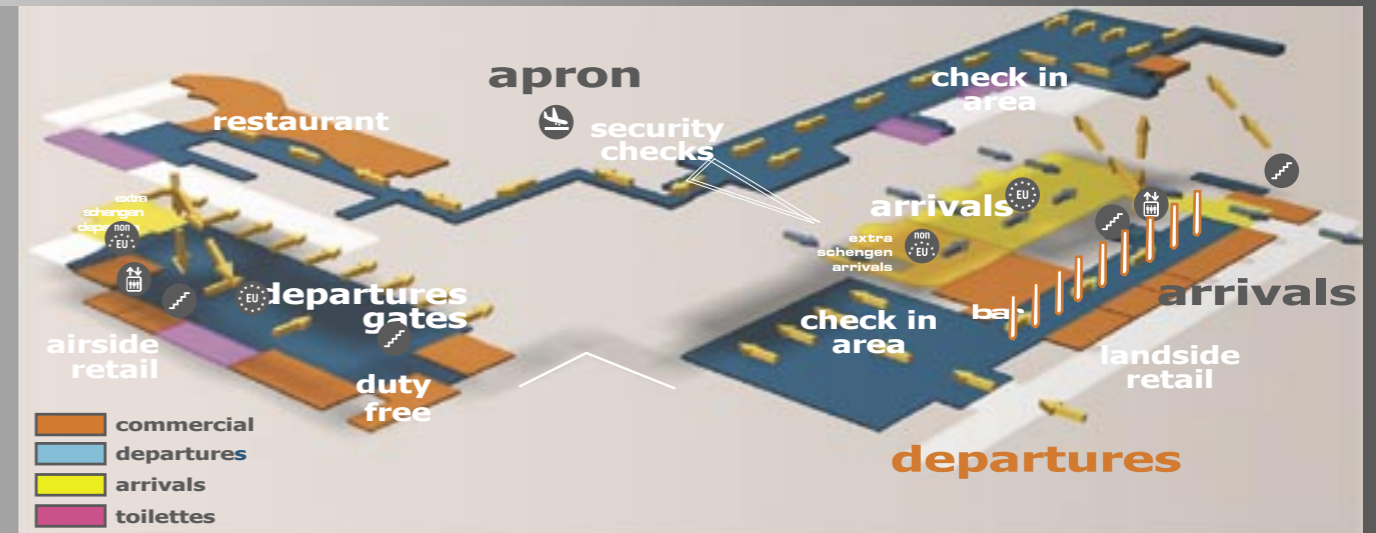 apron
check in
area
restaurant
security
checks
extra
schengen
non
EU
arrivals
EU
extra
schengen
arrivals
non
EU
EU
departures
gates
airside
retail
duty
free
check in
area
bar
arrivals
landside
retail
departures
commercial
departures
arrivals
toilettes